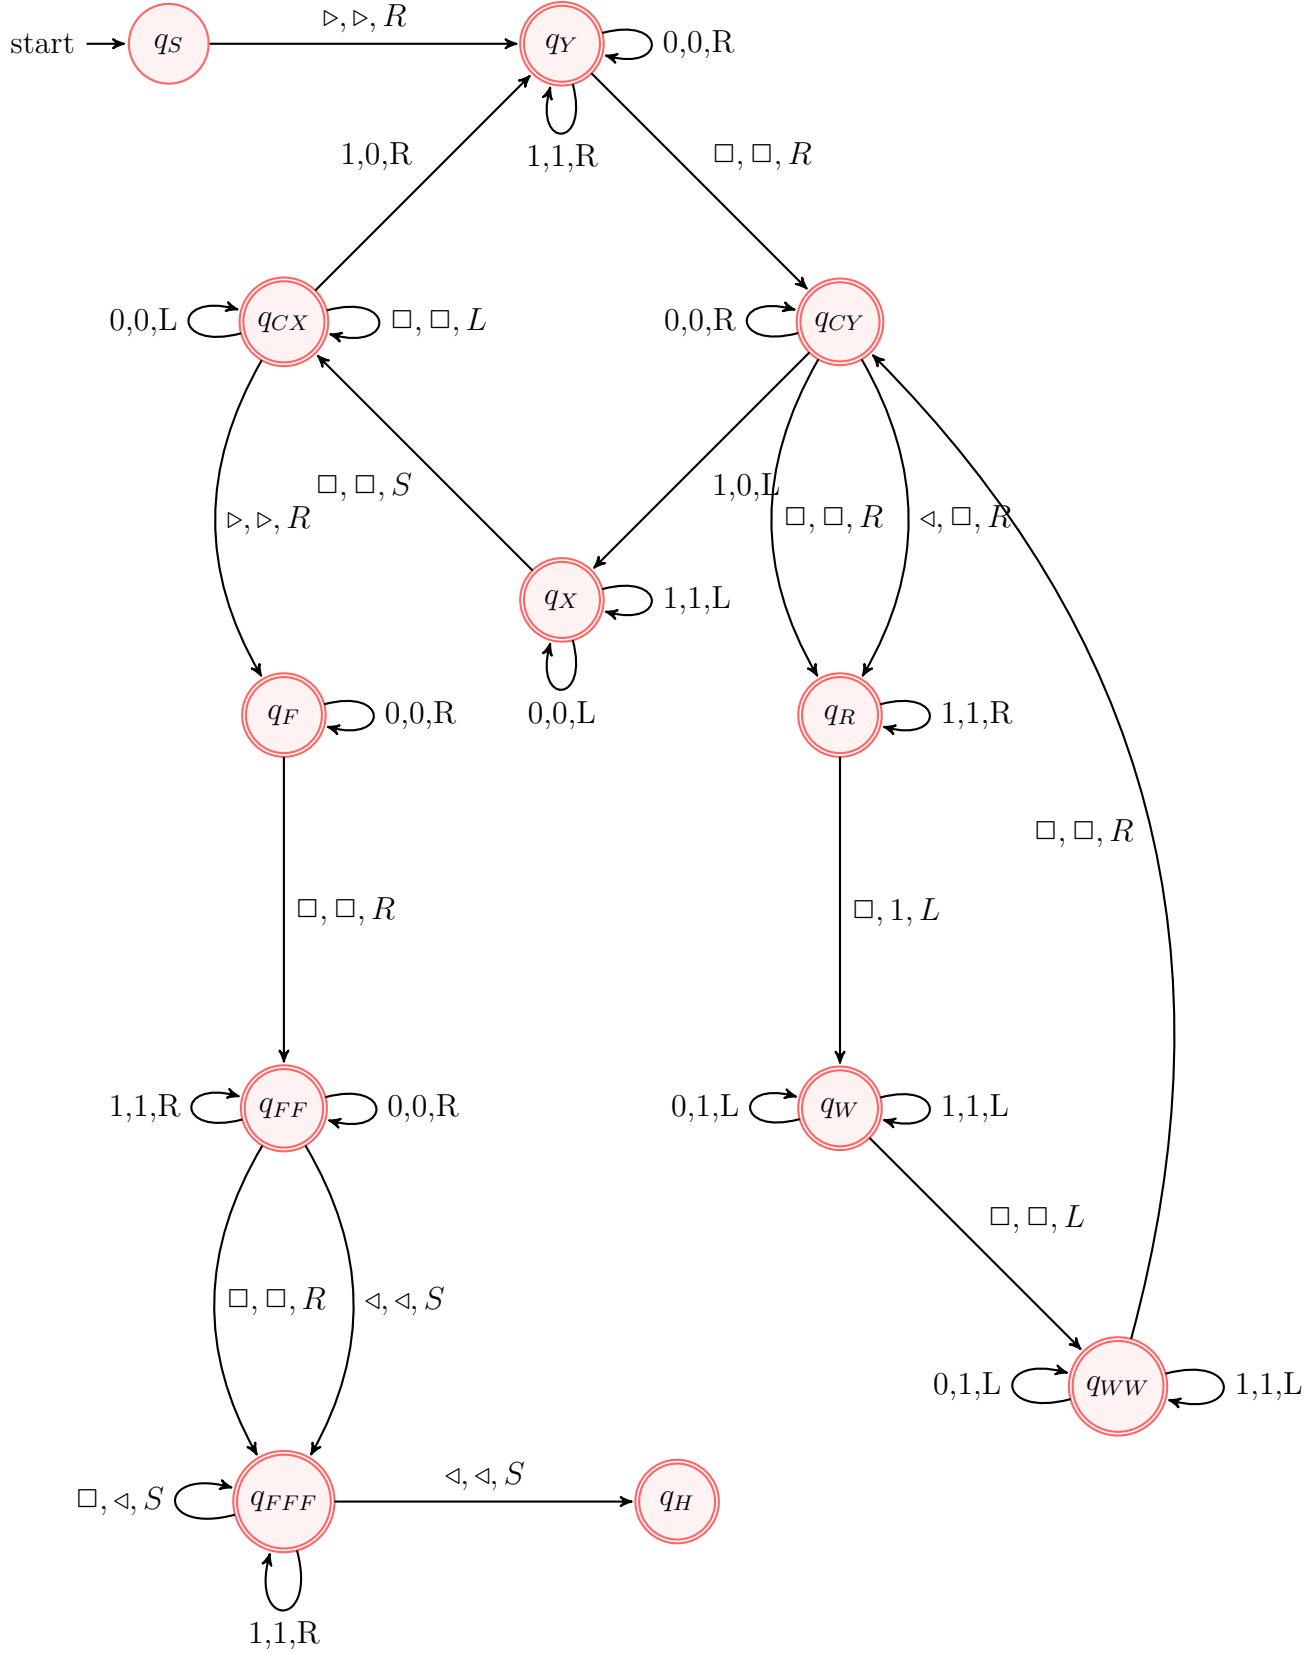 ▹, ▹, R
start q_S q_Y 0,0,R
1,0,R 1,1,R □, □, R
0,0,L q_CX □, □, L 0,0,R q_CY
□, □, S 1,0,L
▹, ▹, R □, □, R ◃, □, R
q_X 1,1,L
q_F 0,0,R 0,0,L q_R 1,1,R
□, □, R
□, □, R □, 1, L
1,1,R q_FF 0,0,R 0,1,L q_W 1,1,L
□, □, L
□, □, R ◃, ◃, S
0,1,L q_WW 1,1,L
◃, ◃, S
□, ◃, S q_FFF q_H
1,1,R